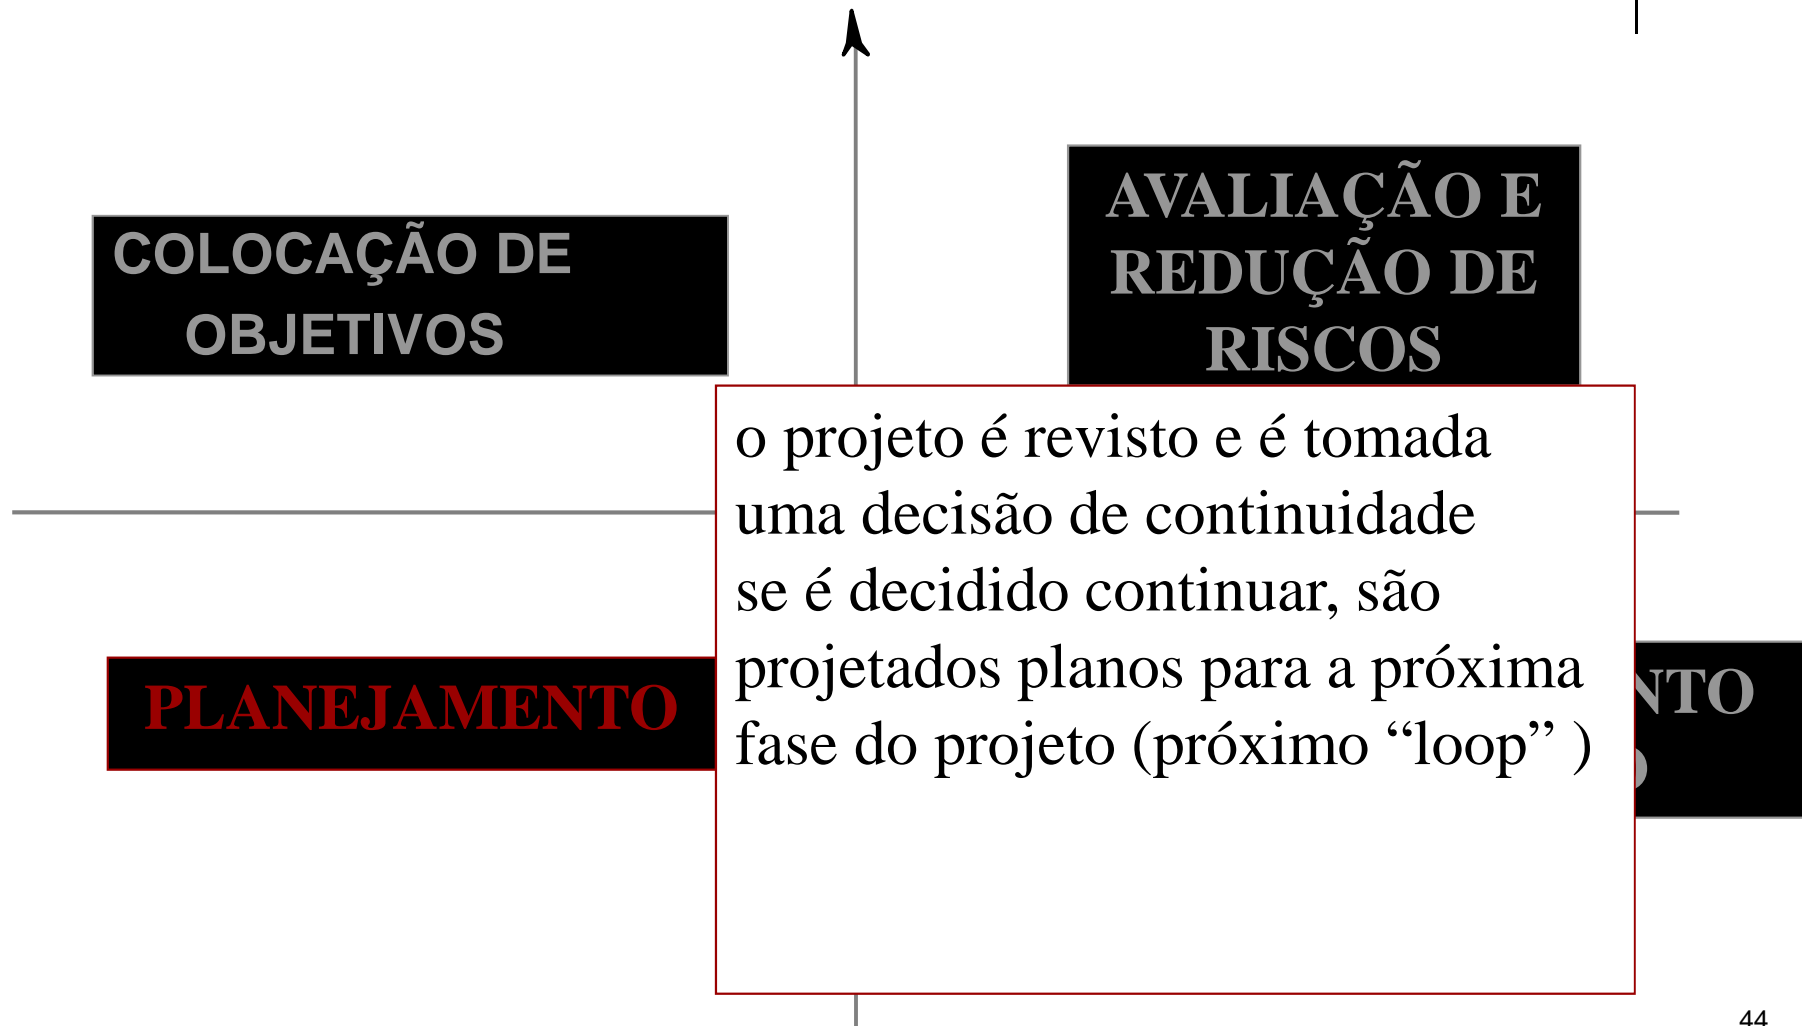 COLOCAÇÃO DE
OBJETIVOS
AVALIAÇÃO E
REDUÇÃO DE
RISCOS
o projeto é revisto e é tomada
uma decisão de continuidade
se é decidido continuar, são
projetados planos para a próxima
fase do projeto (próximo “loop” )
PLANEJAMENTO
44